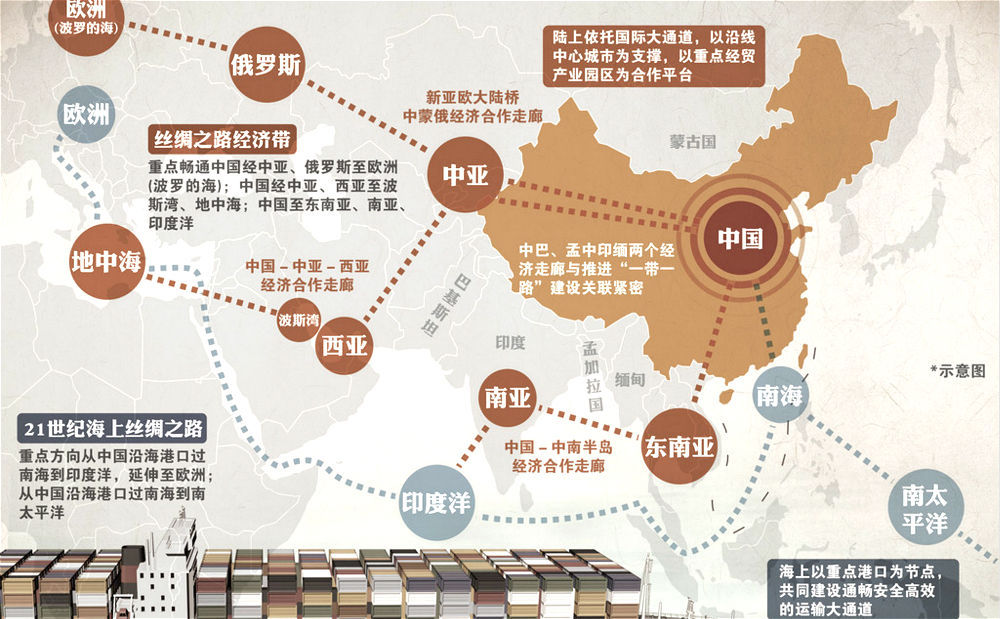 欧洲
(波罗的海)
俄罗斯
陆上依托国际大通道，以沿线
中心城市为支撑，以重点经贸
产业园区为合作平台
欧洲
新亚欧大陆桥
中蒙俄经济合作走廊
蒙古国
丝绸之路经济带
重点畅通中国经中亚、俄罗斯至欧洲
(波罗的海)；中国经中亚、西亚至波
斯湾、地中海；中国至东南亚、南亚、
印度洋
中亚
中国
地中海
中国－中亚－西亚
经济合作走廊
中巴、孟中印缅两个经
济走廊与推进“一带一
路”建设关联紧密
巴基斯坦
波斯湾
西亚
印度
孟加拉国
缅甸
*示意图
南亚
南海
21世纪海上丝绸之路
重点方向从中国沿海港口过
南海到印度洋，延伸至欧洲；
从中国沿海港口过南海到南
太平洋
中国－中南半岛
经济合作走廊
东南亚
印度洋
南太
平洋
海上以重点港口为节点，
共同建设通畅安全高效
的运输大通道